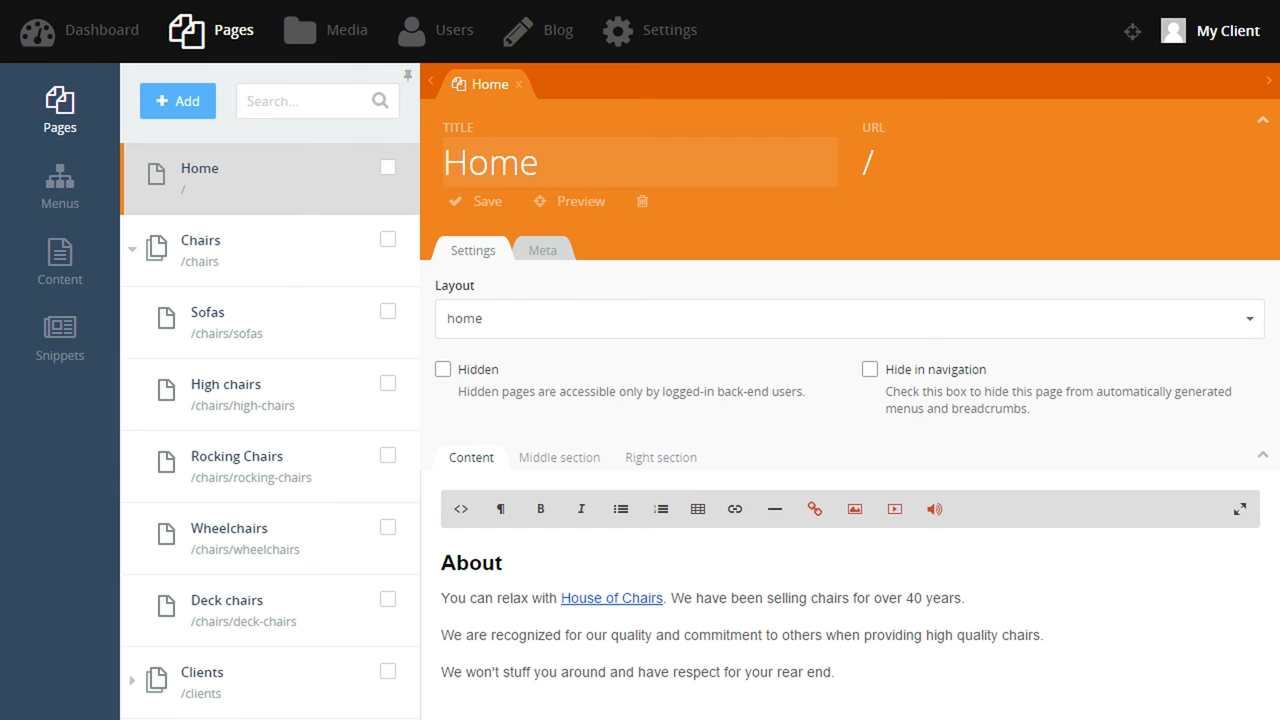 Dashboard
Pages
Media
Users
Blog
Settings
My Client
Pages
Menus
Content
Snippets
Add
Search...
Home
/
Chairs
/chairs
Sofas
/chairs/sofas
High chairs
/chairs/high-chairs
Rocking Chairs
/chairs/rocking-chairs
Wheelchairs
/chairs/wheelchairs
Deck chairs
/chairs/deck-chairs
Clients
/clients
Home ×
TITLE
Home
URL
/
Save
Preview
Settings
Meta
Layout
home
Hidden
Hidden pages are accessible only by logged-in back-end users.
Hide in navigation
Check this box to hide this page from automatically generated
menus and breadcrumbs.
Content
Middle section
Right section
B
I
About
You can relax with House of Chairs. We have been selling chairs for over 40 years.
We are recognized for our quality and commitment to others when providing high quality chairs.
We won't stuff you around and have respect for your rear end.